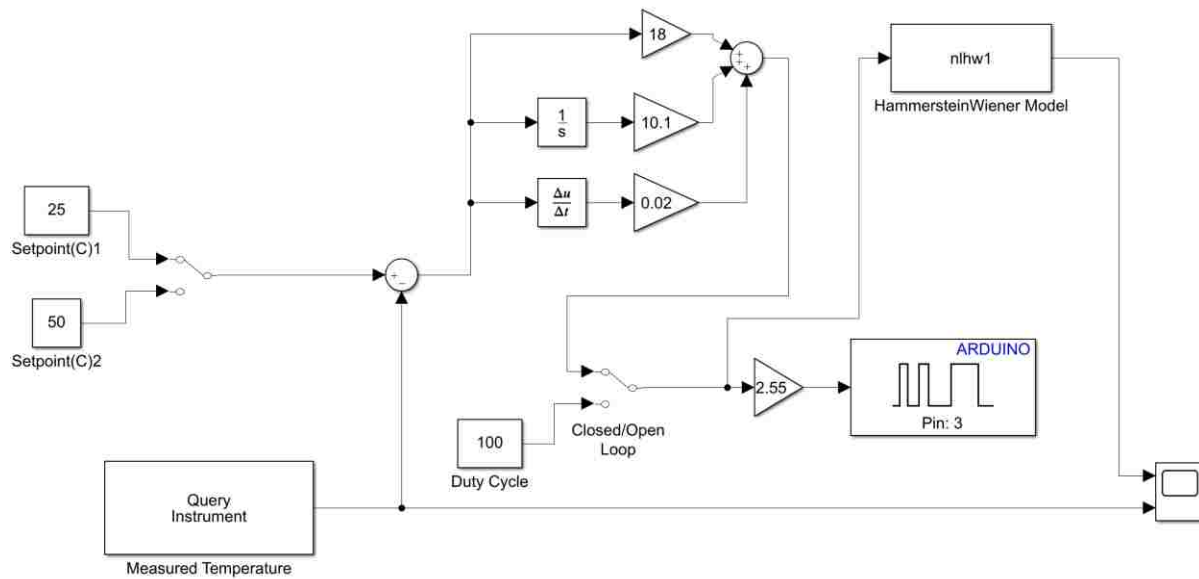 18
+
+
+
nlhw1
HammersteinWiener Model
1
s
10.1
Δu
Δt
0.02
25
Setpoint(C)1
+
−
50
Setpoint(C)2
ARDUINO
2.55
Pin: 3
Closed/Open
Loop
100
Duty Cycle
Query
Instrument
Measured Temperature